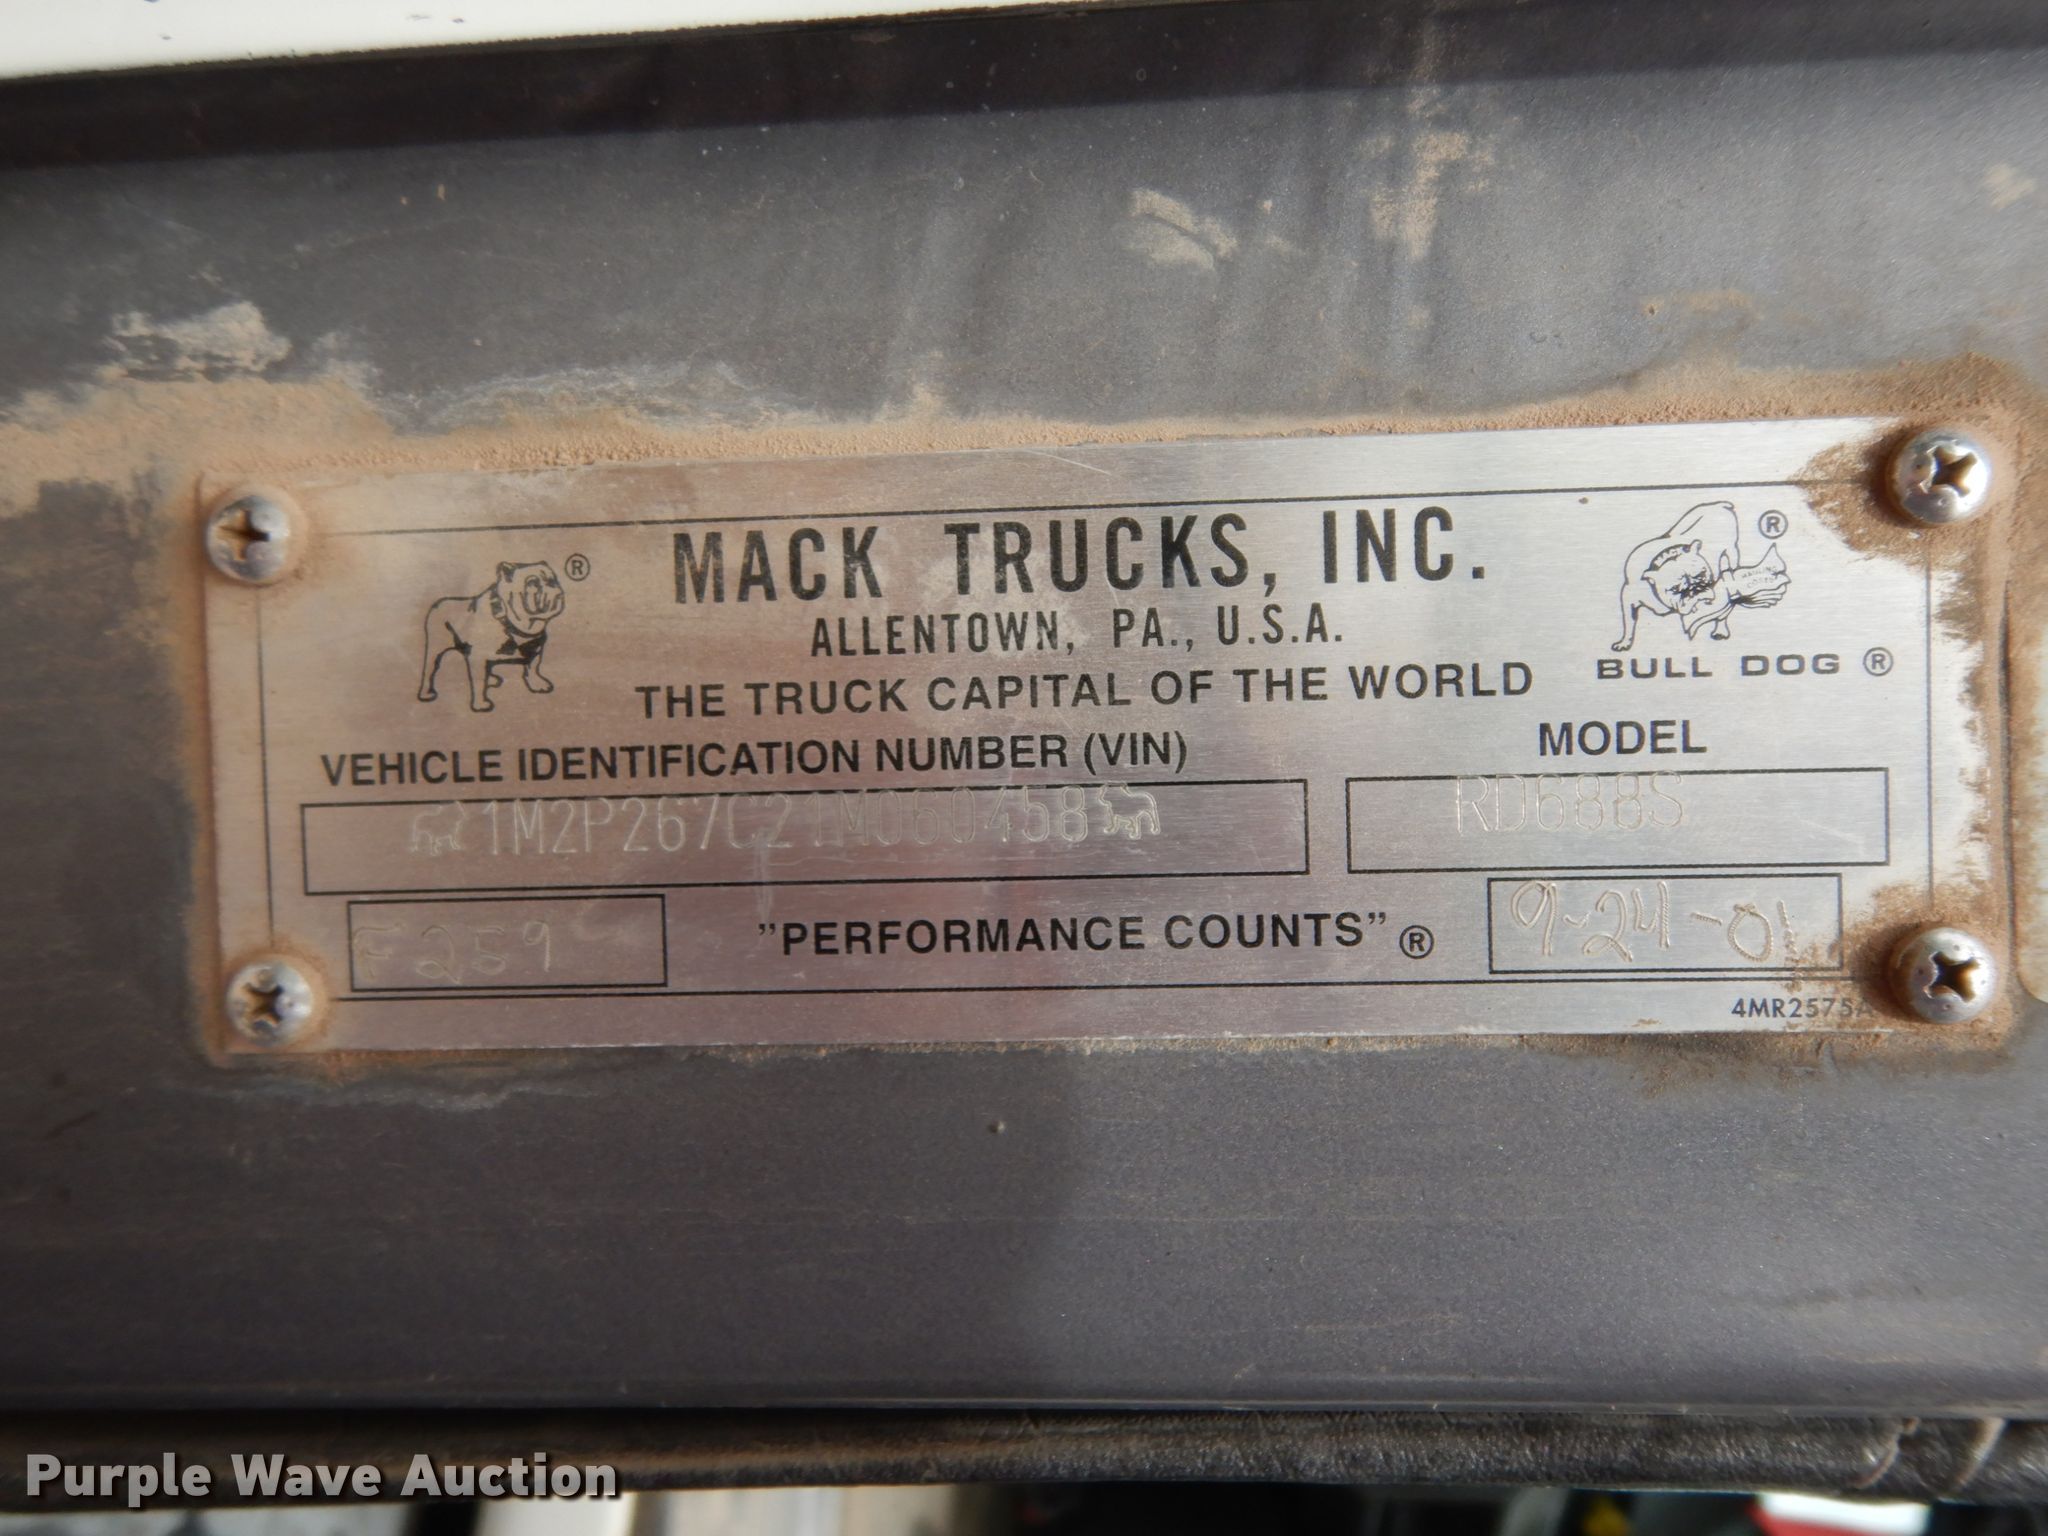 MACK TRUCKS, INC.
ALLENTOWN, PA., U.S.A.
THE TRUCK CAPITAL OF THE WORLD
BULL DOG ®
VEHICLE IDENTIFICATION NUMBER (VIN)
MODEL
1M2P267C21M060458
RD688S
F259
"PERFORMANCE COUNTS"®
9-24-01
4MR2575A
Purple Wave Auction